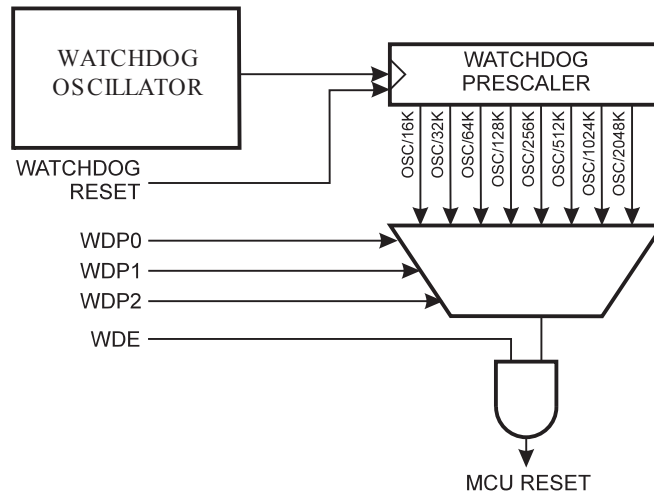 WATCHDOG
OSCILLATOR
WATCHDOG
PRESCALER
WATCHDOG
RESET
OSC/16K
OSC/32K
OSC/64K
OSC/128K
OSC/256K
OSC/512K
OSC/1024K
OSC/2048K
WDP0
WDP1
WDP2
WDE
MCU RESET